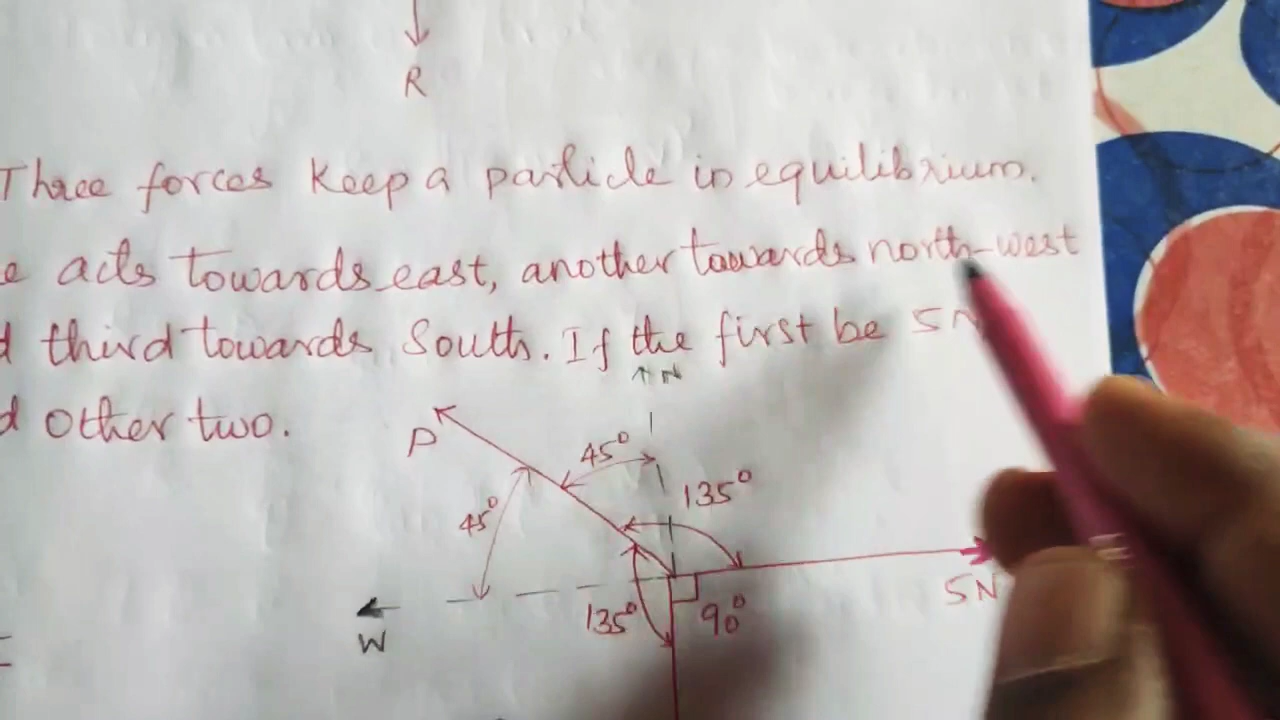 R
Three forces keep a particle in equilibrium.
e acts towards east, another towards north-west
d third towards South. If the first be 5N
d other two.
N
P
45°
135°
45°
5N
135°
90°
W